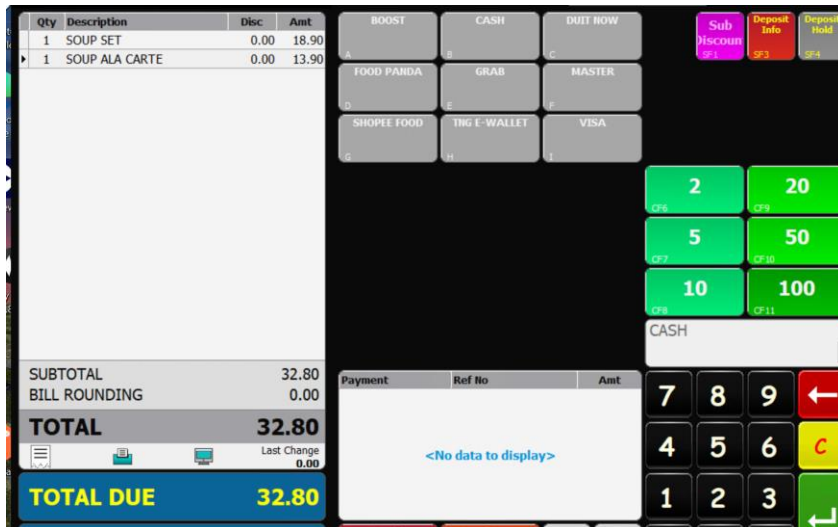 Qty Description Disc Amt
1 SOUP SET 0.00 18.90
1 SOUP ALA CARTE 0.00 13.90
SUBTOTAL 32.80
BILL ROUNDING 0.00
TOTAL 32.80
Last Change
0.00
TOTAL DUE 32.80
BOOST CASH DUIT NOW
A B C
FOOD PANDA GRAB MASTER
D E F
SHOPEE FOOD TNG E-WALLET VISA
G H I
Payment Ref No Amt
<No data to display>
Sub
Discoun
SF1
Deposit
Info
SF3
Deposit
Hold
SF4
2 20
CF6 CF9
5 50
CF7 CF10
10 100
CF8 CF11
CASH
7 8 9
4 5 6 C
1 2 3